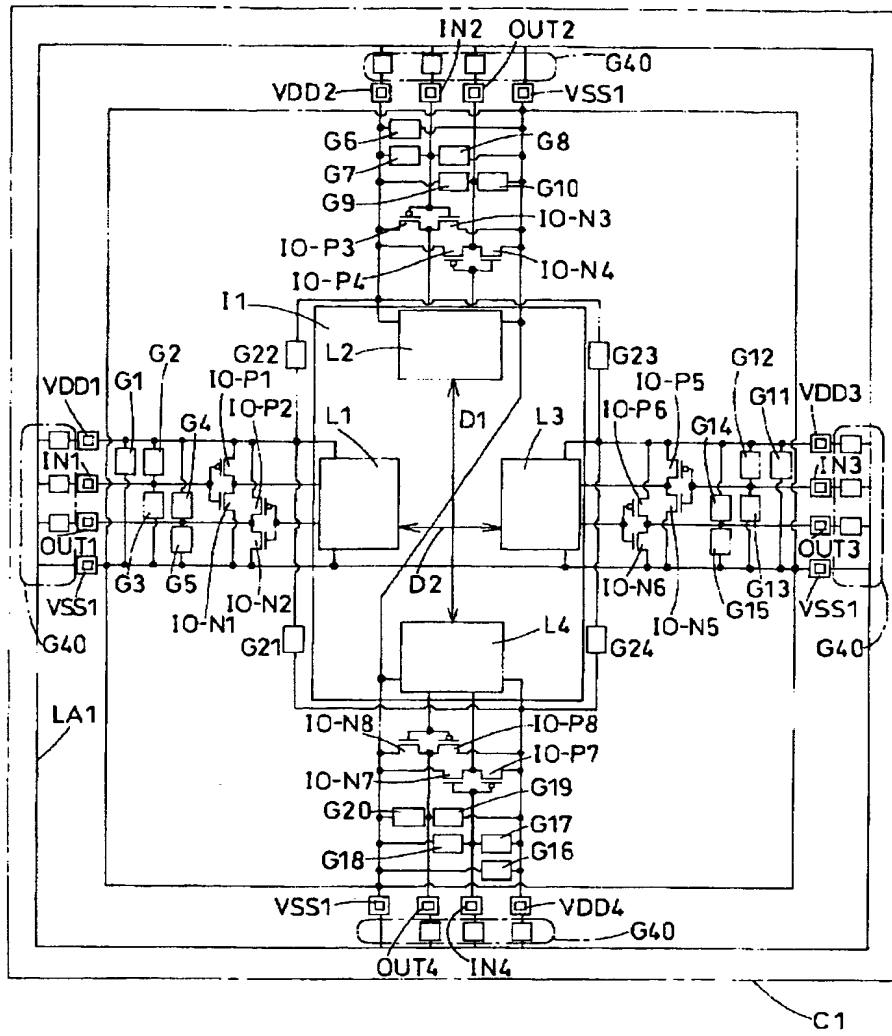 IN2 OUT2
G40
VDD2 VSS1
G6 G8
G7
G9 G10
IO-N3
IO-P3
IO-P4 IO-N4
I1
G22 L2 G23
G2 IO-P1 G12
G1 IO-P5
VDD1 IO-P2 IO-P6 G11 VDD3
G4 L1 D1 L3 G14
IN1 IN3
OUT1 OUT3
G3 G5 IO-N2 D2 IO-N6 G13
VSS1 G15 VSS1
IO-N1 IO-N5
G40 G21 L4 G24 G40
IO-N8 IO-P8
LA1
IO-P7
IO-N7
G20 G19
G17
G18 G16
VSS1 VDD4
G40
OUT4 IN4
C1